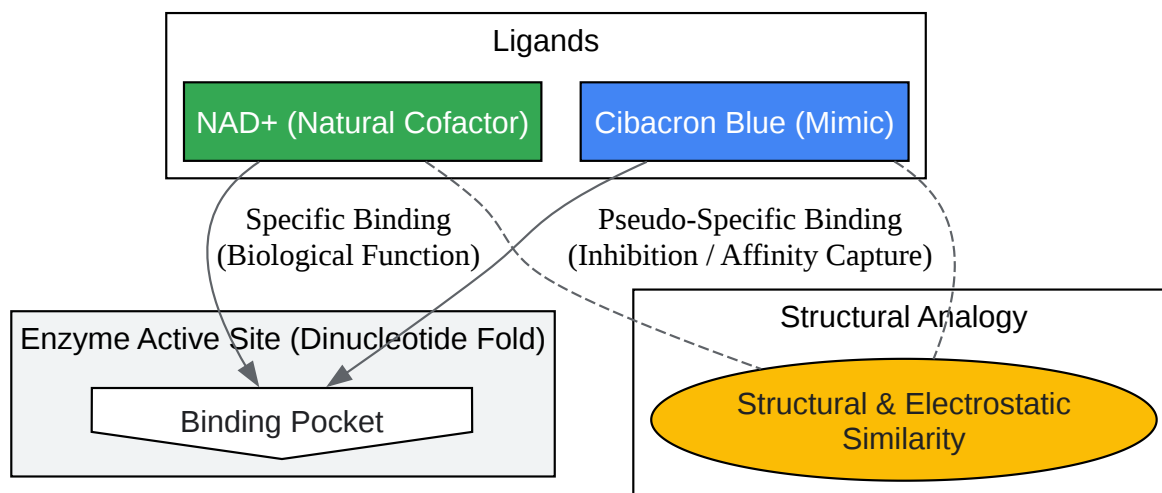 Ligands
NAD+ (Natural Cofactor)
Cibacron Blue (Mimic)
Specific Binding
(Biological Function)
Pseudo-Specific Binding
(Inhibition / Affinity Capture)
Enzyme Active Site (Dinucleotide Fold)
Binding Pocket
Structural Analogy
Structural & Electrostatic
Similarity